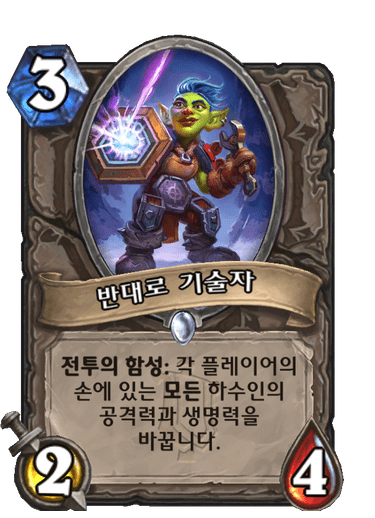 3
반대로 기술자
전투의 함성: 각 플레이어의
손에 있는 모든 하수인의
공격력과 생명력을
바꿉니다.
2
4